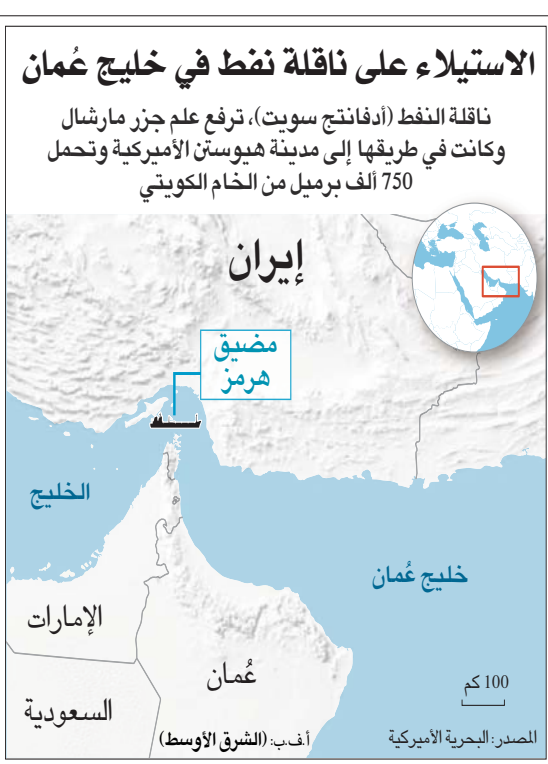 الاستيلاء على ناقلة نفط في خليج عُمان
ناقلة النفط (أدفانتج سويت)، ترفع علم جزر مارشال
وكانت في طريقها إلى مدينة هيوستن الأميركية وتحمل
750 ألف برميل من الخام الكويتي
إيران
مضيق
هرمز
الخليج
خليج عُمان
الإمارات
عُمان
السعودية
100 كم
المصدر: البحرية الأميركية
أ.ف.ب: (الشرق الأوسط)